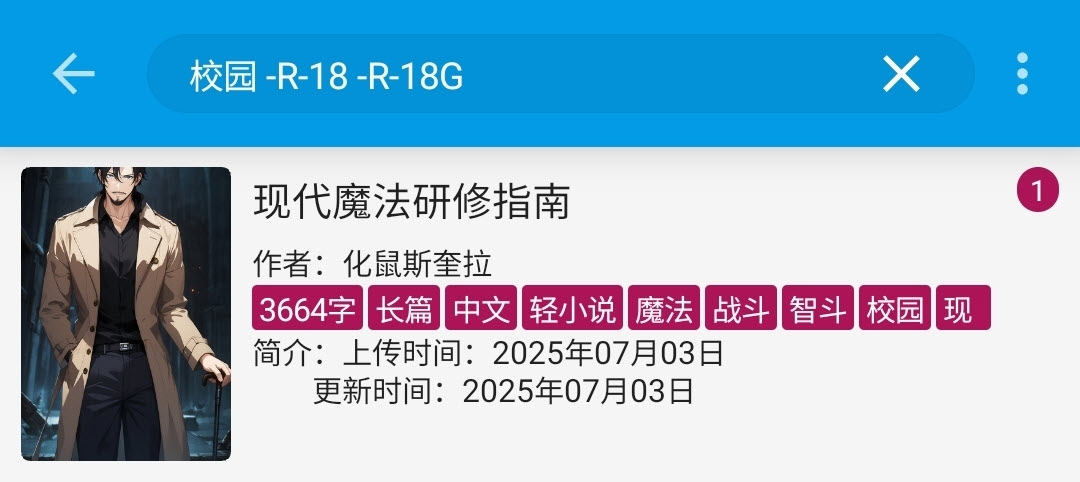 校园 -R-18 -R-18G
现代魔法研修指南
1
作者：化鼠斯奎拉
3664字 长篇 中文 轻小说 魔法 战斗 智斗 校园 现
简介：上传时间：2025年07月03日
更新时间：2025年07月03日